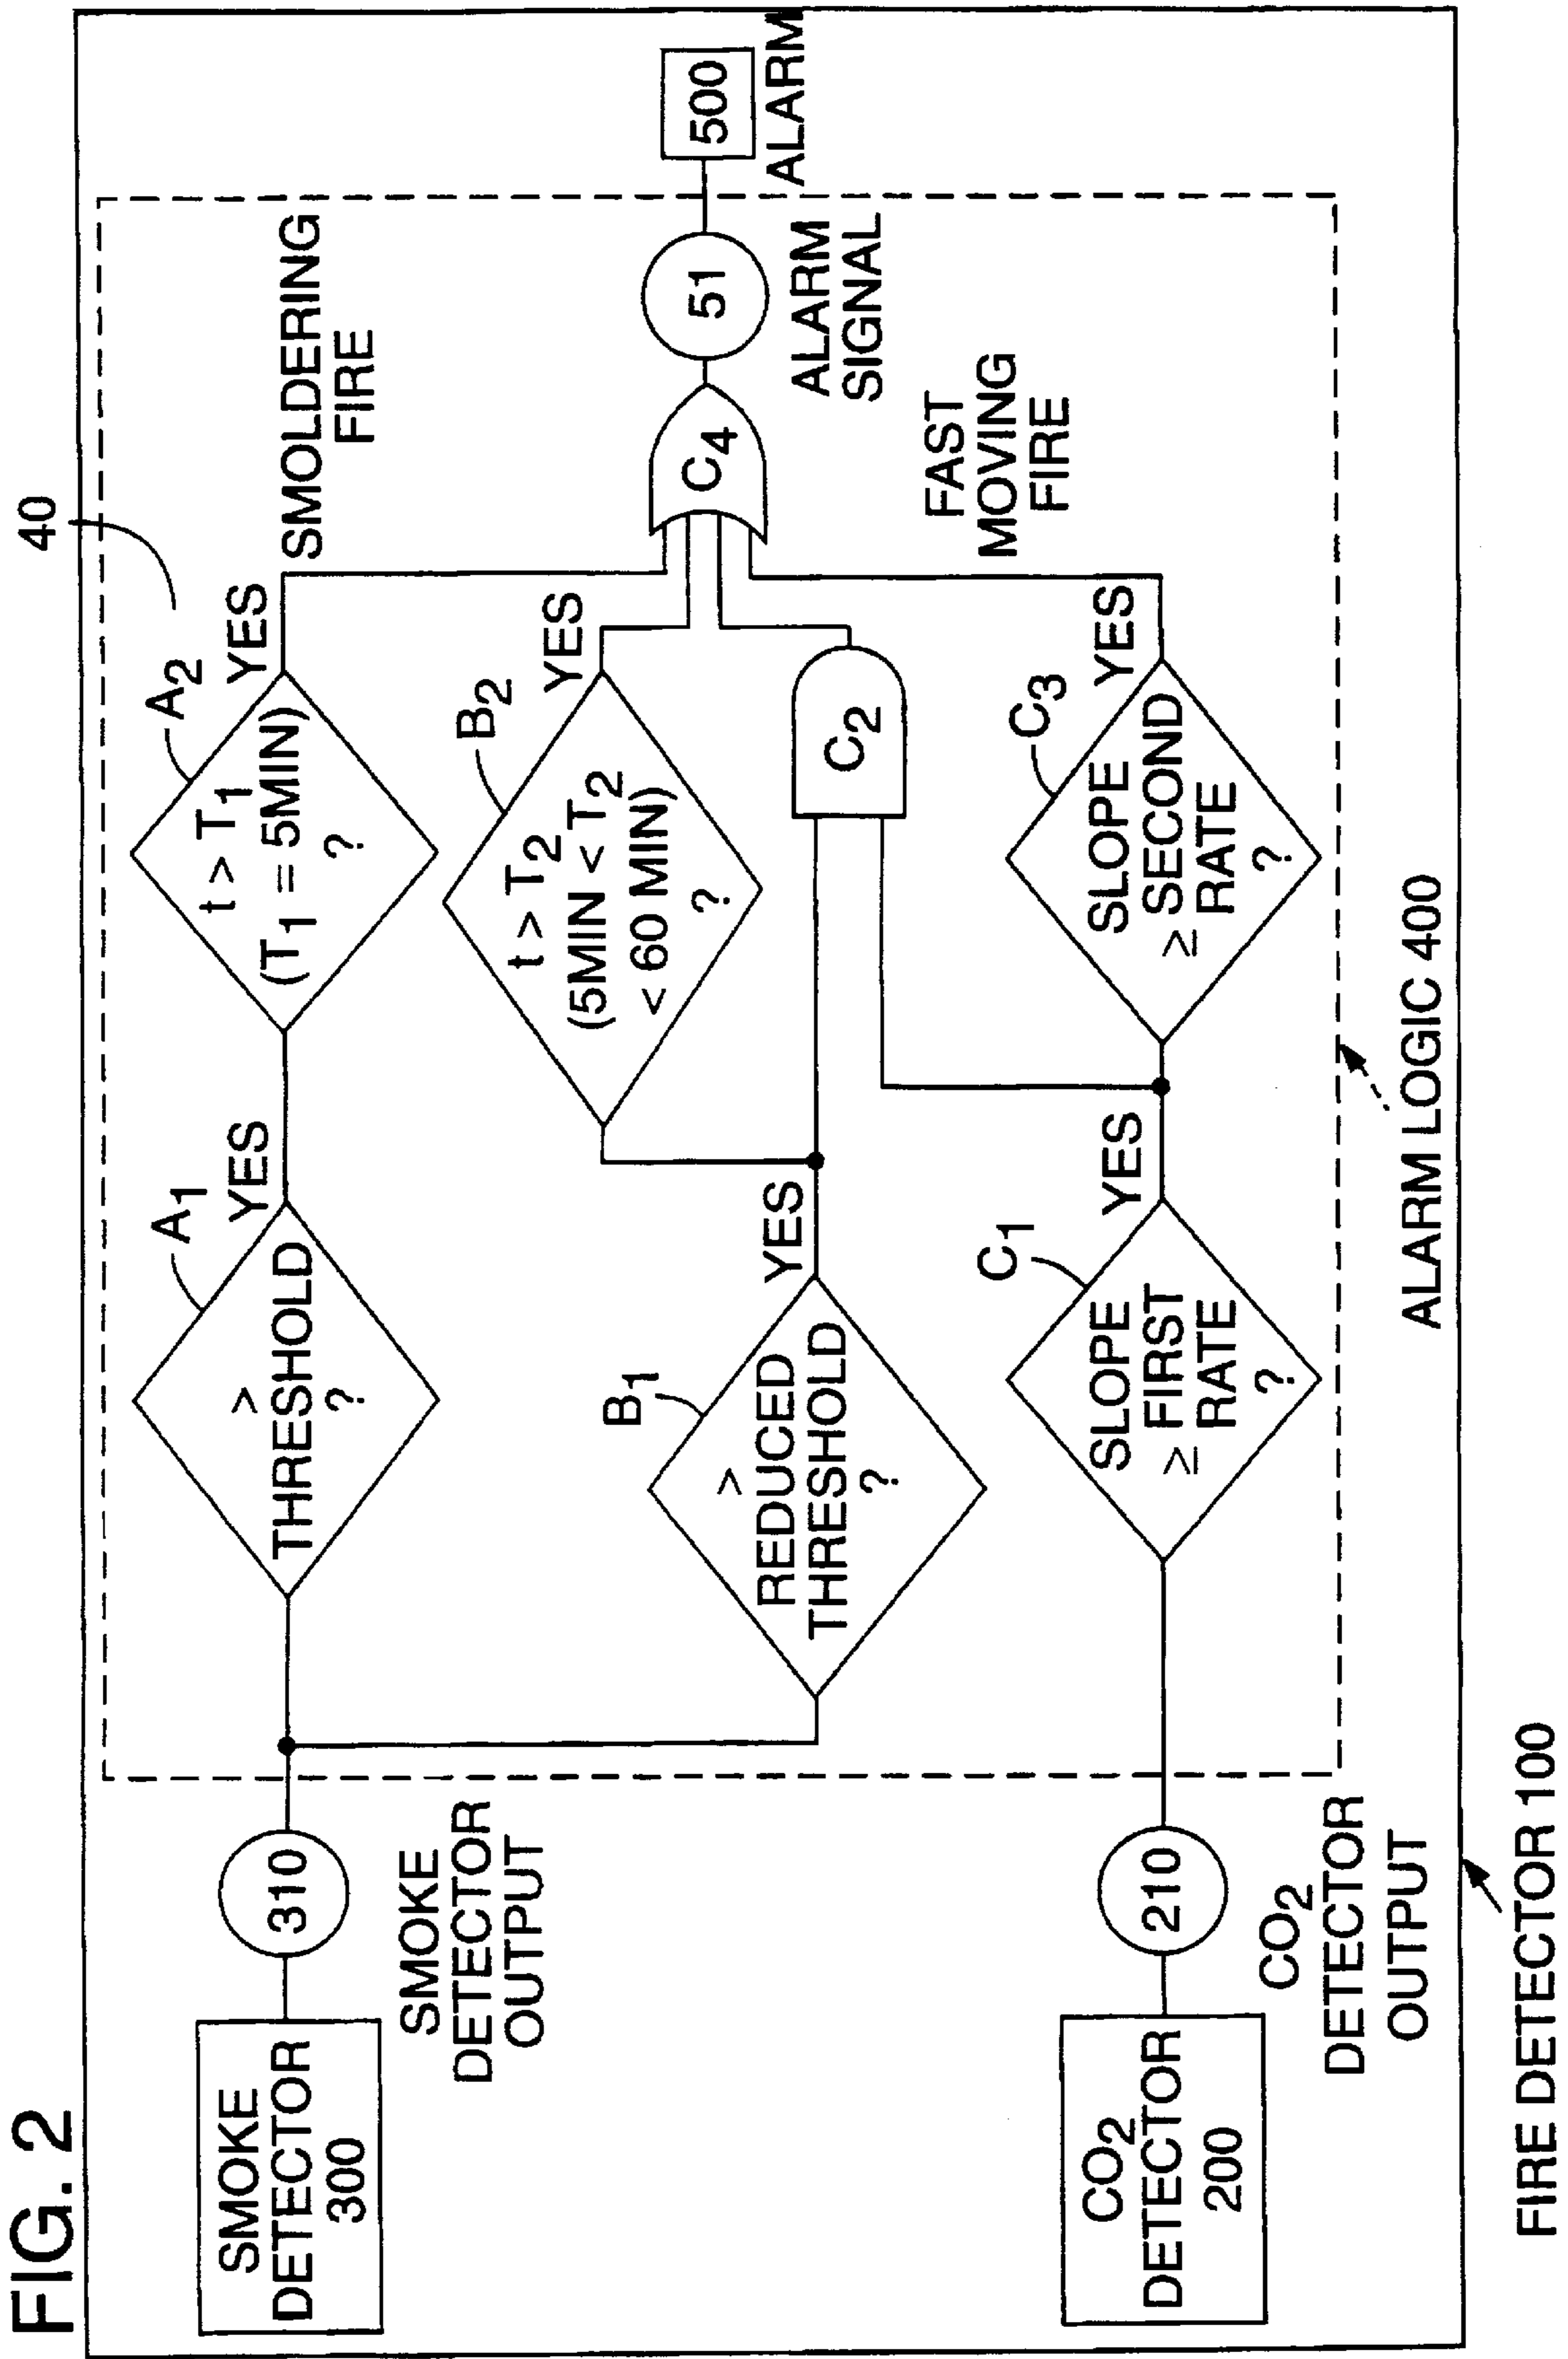 FIG. 2
40
SMOKE
DETECTOR
300
310
SMOKE
DETECTOR
OUTPUT
A1
>
THRESHOLD
?
YES
A2
t > T1
(T1 = 5MIN)
?
YES
SMOLDERING
FIRE
B1
>
REDUCED
THRESHOLD
?
YES
B2
t > T2
(5MIN < T2
< 60 MIN)
?
YES
C2
C4
51
ALARM
SIGNAL
500
ALARM
CO2
DETECTOR
200
210
CO2
DETECTOR
OUTPUT
C1
SLOPE
≥ FIRST
RATE
?
YES
C3
SLOPE
≥ SECOND
RATE
?
YES
FAST
MOVING
FIRE
ALARM LOGIC 400
FIRE DETECTOR 100